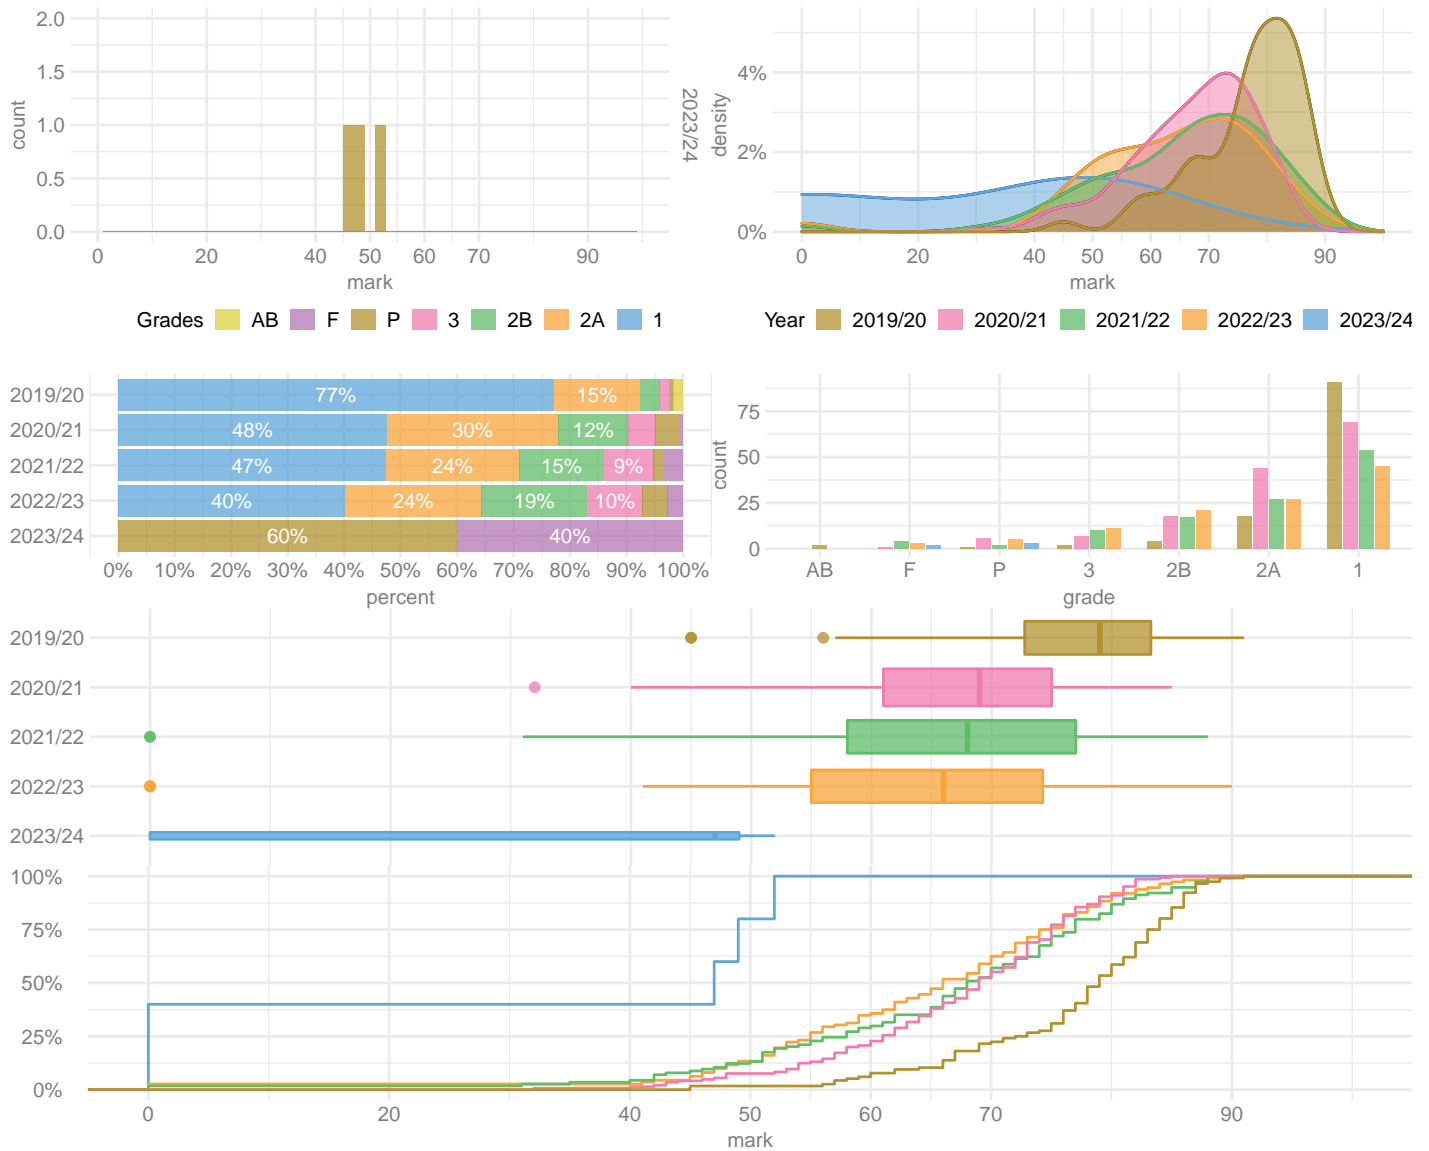 2.0
1.5
1.0
0.5
0.0
count
0 20 40 50 60 70 90
mark
2023/24
4%
2%
0%
density
0 20 40 50 60 70 90
mark
Grades AB F P 3 2B 2A 1
Year 2019/20 2020/21 2021/22 2022/23 2023/24
2019/20 77% 15%
2020/21 48% 30% 12%
2021/22 47% 24% 15% 9%
2022/23 40% 24% 19% 10%
2023/24 60% 40%
0% 10% 20% 30% 40% 50% 60% 70% 80% 90% 100%
percent
75
50
25
0
count
AB F P 3 2B 2A 1
grade
2019/20
2020/21
2021/22
2022/23
2023/24
100%
75%
50%
25%
0%
0 20 40 50 60 70 90
mark